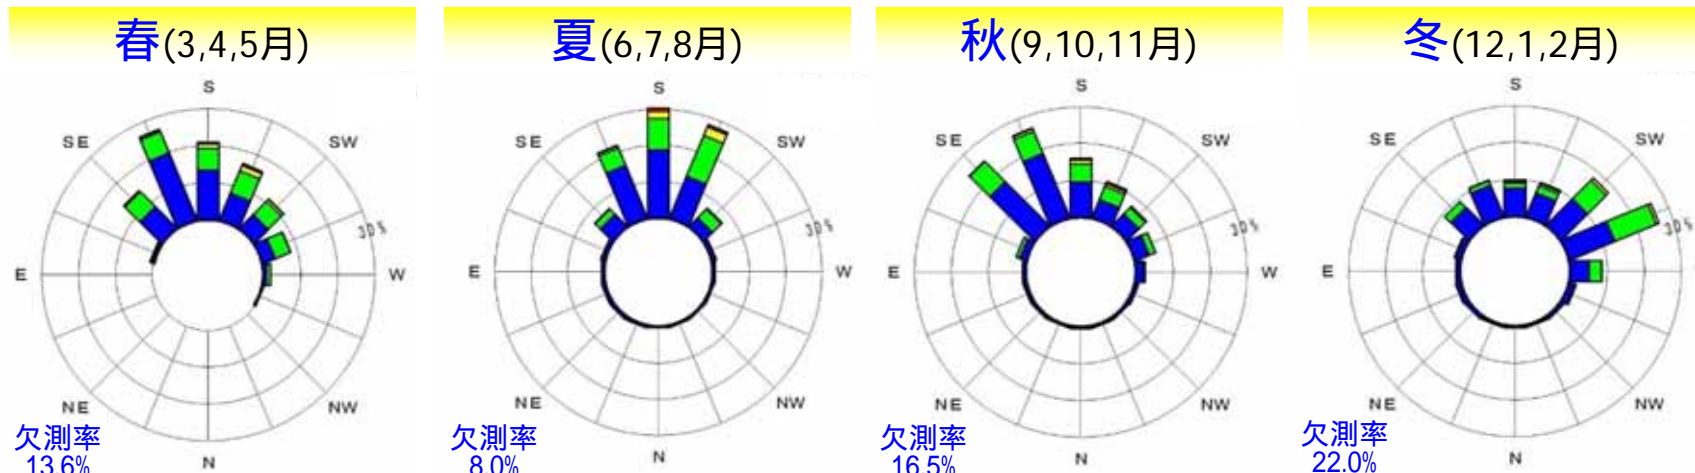 春(3,4,5月)
S
SE
SW
30%
E
W
NE
NW
N
欠測率
13.6%
夏(6,7,8月)
S
SE
SW
30%
E
W
NE
NW
N
欠測率
8.0%
秋(9,10,11月)
S
SE
SW
30%
E
W
NE
NW
N
欠測率
16.5%
冬(12,1,2月)
S
SE
SW
30%
E
W
NE
NW
N
欠測率
22.0%